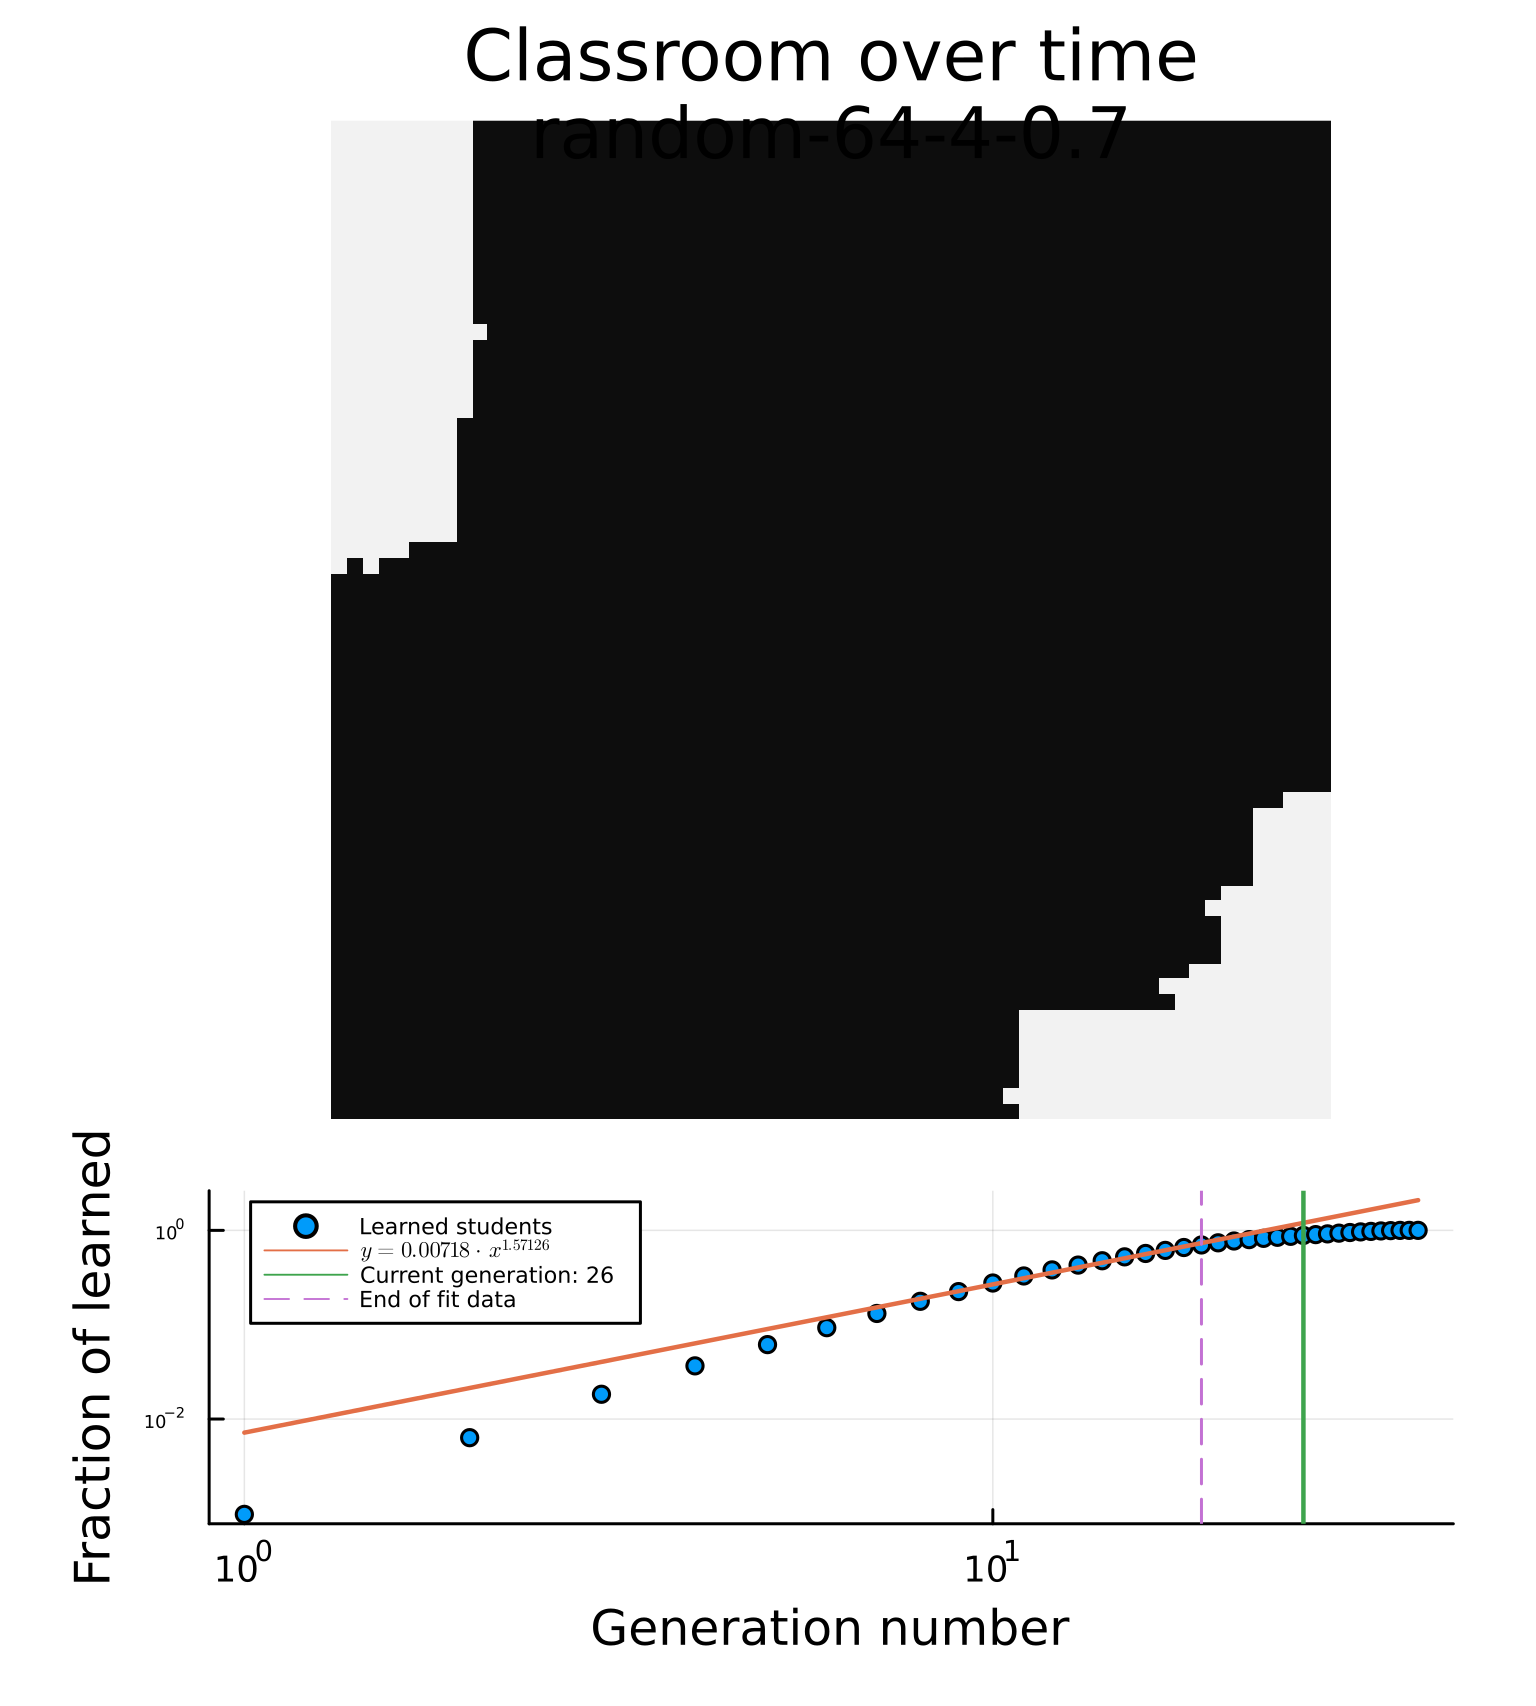 Classroom over time
random-64-4-0.7
Fraction of learned
10⁰
10⁻²
Learned students
y = 0.00718 · x^1.57126
Current generation: 26
End of fit data
10⁰
10¹
Generation number